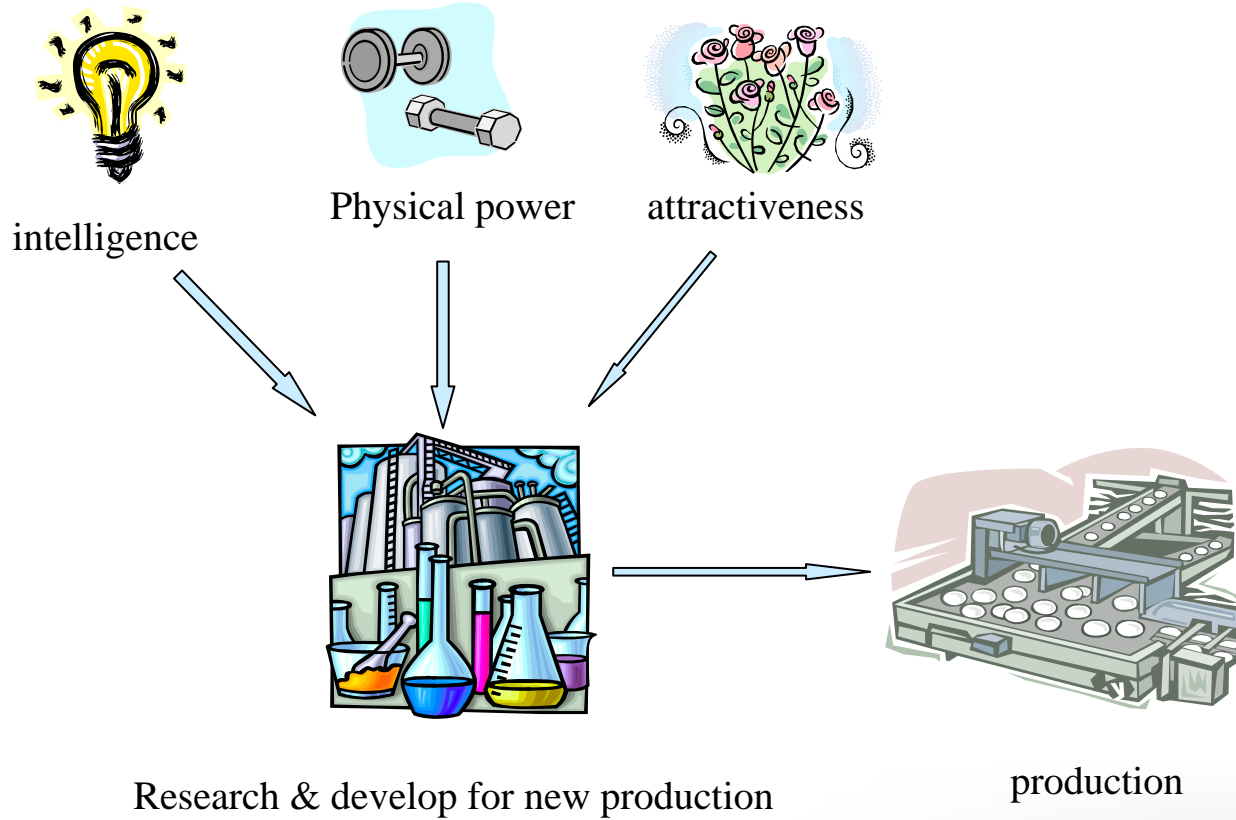 intelligence
Physical power
attractiveness
Research & develop for new production
production